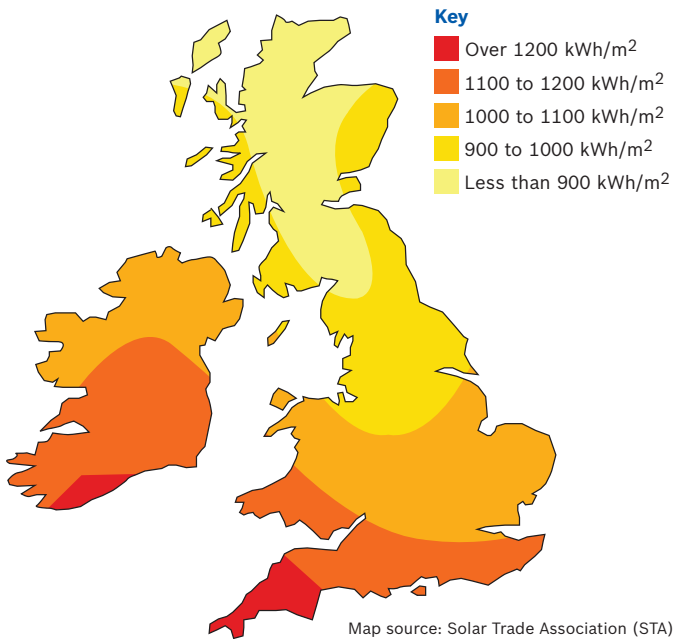 Key
Over 1200 kWh/m2
1100 to 1200 kWh/m2
1000 to 1100 kWh/m2
900 to 1000 kWh/m2
Less than 900 kWh/m2
Map source: Solar Trade Association (STA)